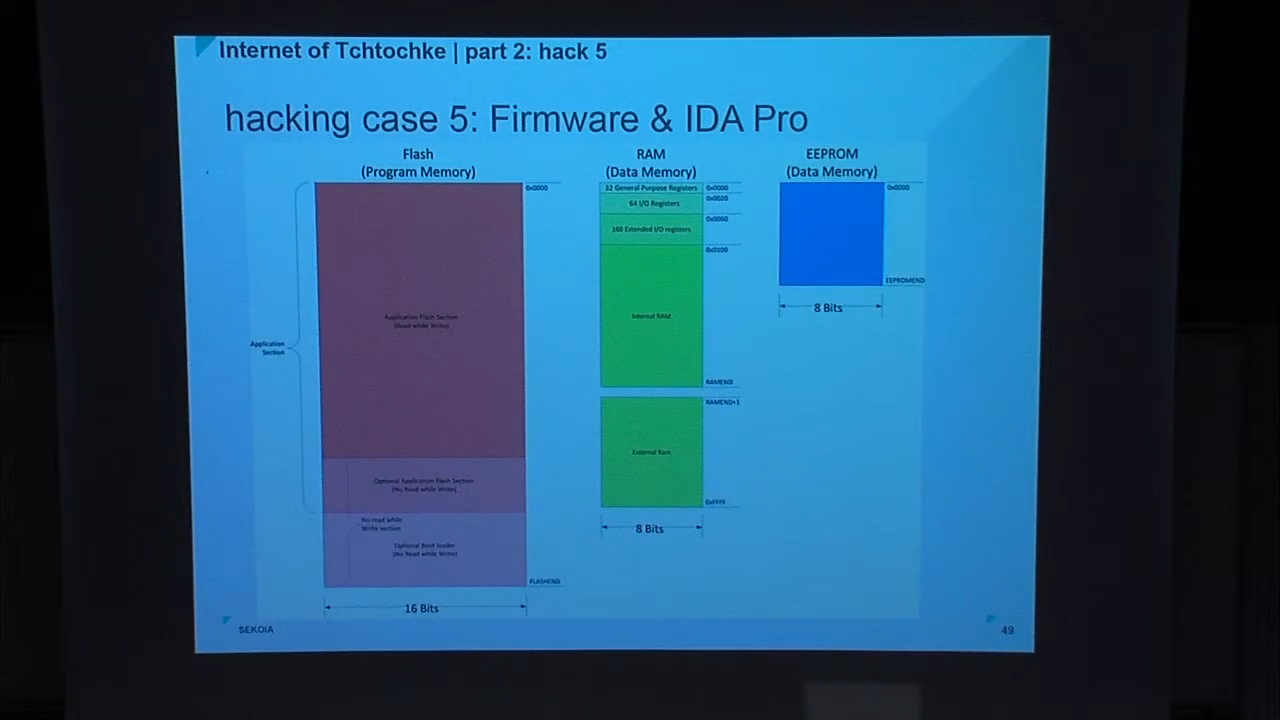 Internet of Tchtochke | part 2: hack 5
hacking case 5: Firmware & IDA Pro
Flash
(Program Memory)
RAM
(Data Memory)
EEPROM
(Data Memory)
0x0000
Application Flash Section
(Read while Write)
Application
Section
Optional Application Flash Section
(No Read while Write)
No read while
Write section
Optional Boot loader
(No Read while Write)
FLASHEND
16 Bits
32 General Purpose Registers
0x0000
64 I/O Registers
0x0020
160 Extended I/O registers
0x0060
0x0100
Internal RAM
RAMEND
RAMEND+1
External Ram
0xFFFF
8 Bits
0x0000
EEPROMEND
8 Bits
SEKOIA
49